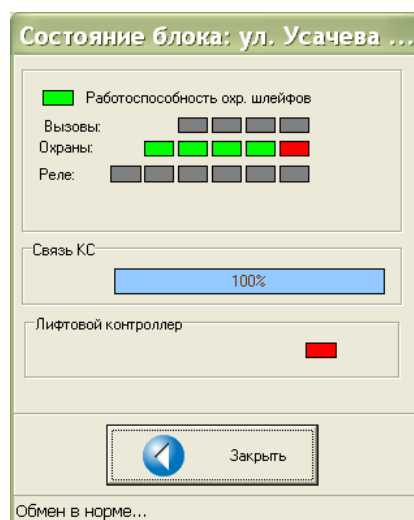 Состояние блока: ул. Усачева ...
Работоспособность охр. шлейфов
Вызовы:
Охраны:
Реле:
Связь КС
100%
Лифтовой контроллер
Закрыть
Обмен в норме...